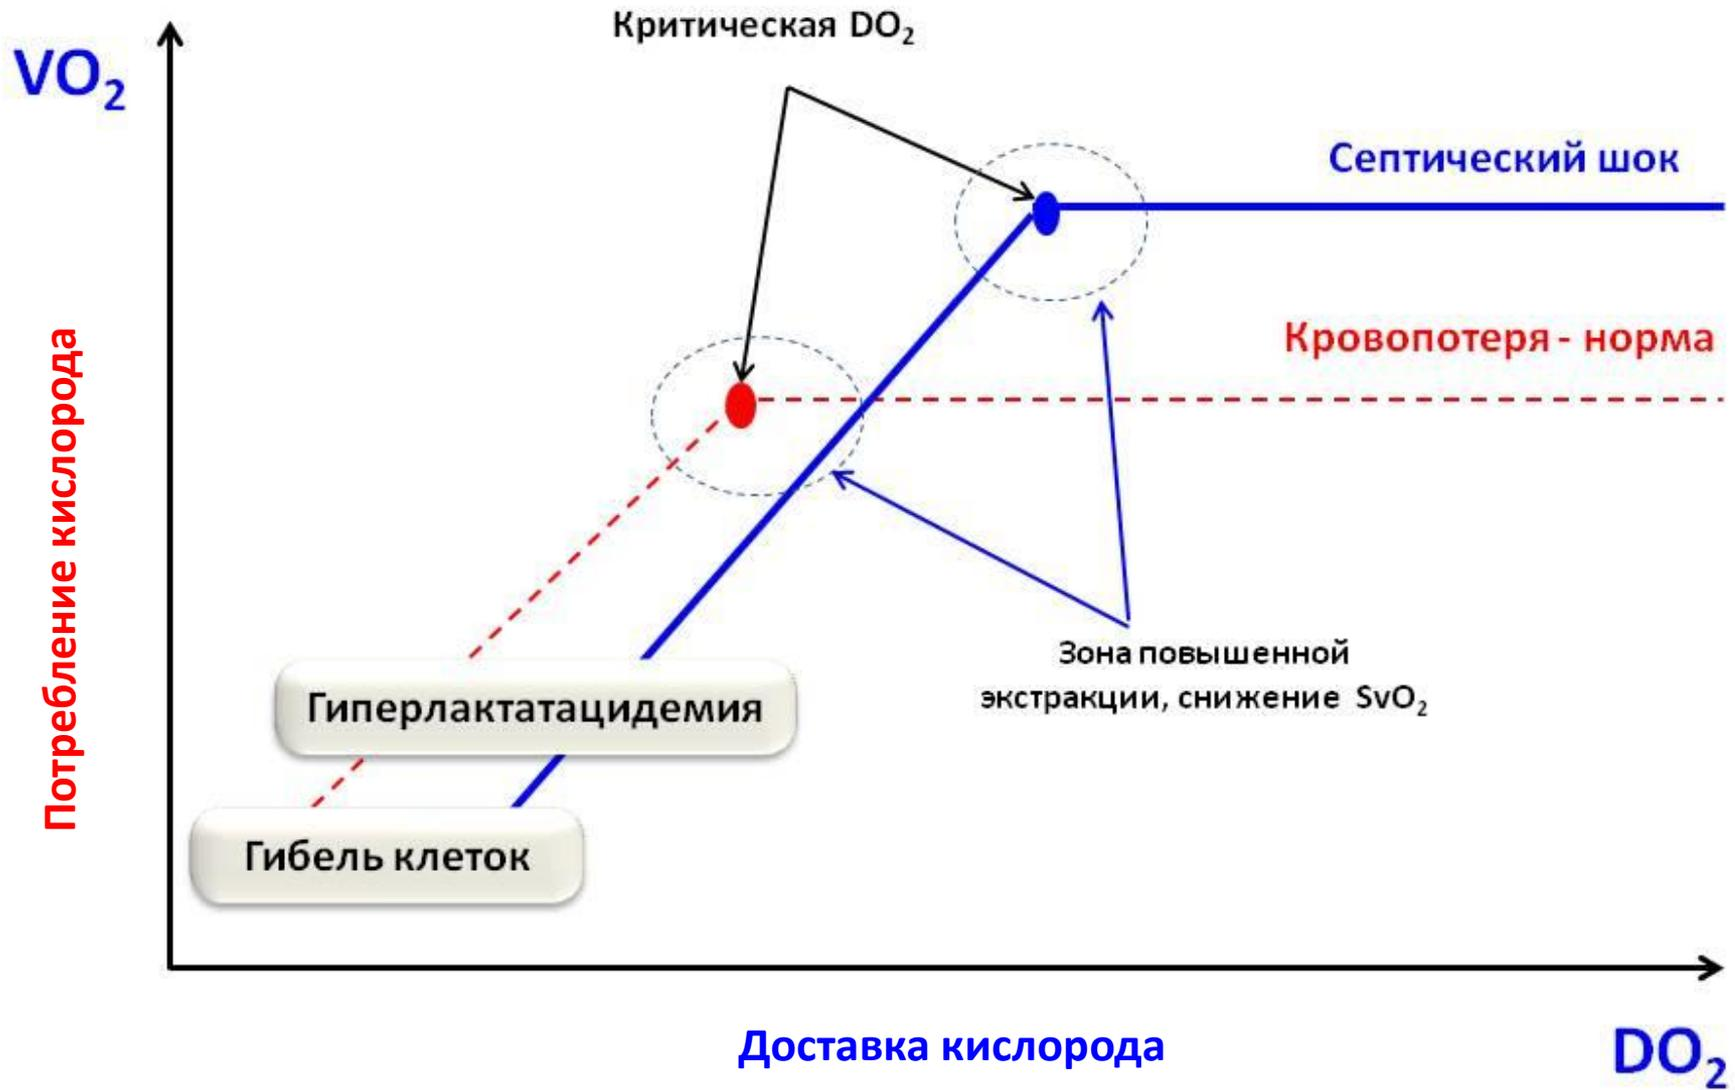 Критическая DO₂
VO₂
Септический шок
Кровопотеря - норма
Потребление кислорода
Зона повышенной
экстракции, снижение SvO₂
Гиперлактатацидемия
Гибель клеток
Доставка кислорода
DO₂